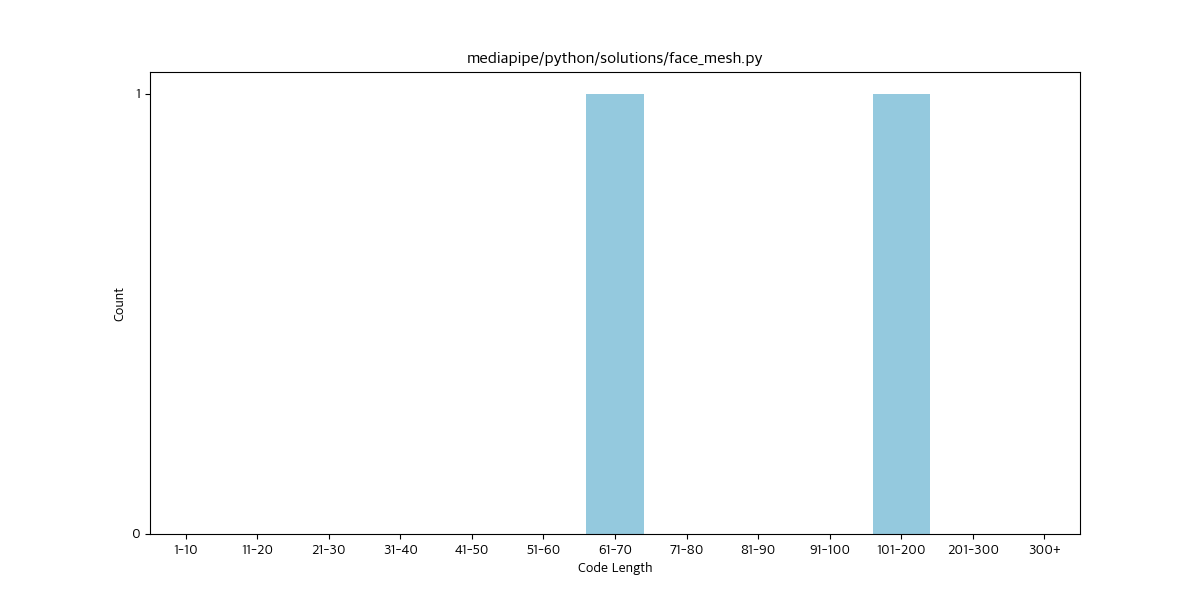 mediapipe/python/solutions/face_mesh.py
1
Count
0
1-10 11-20 21-30 31-40 41-50 51-60 61-70 71-80 81-90 91-100 101-200 201-300 300+
Code Length